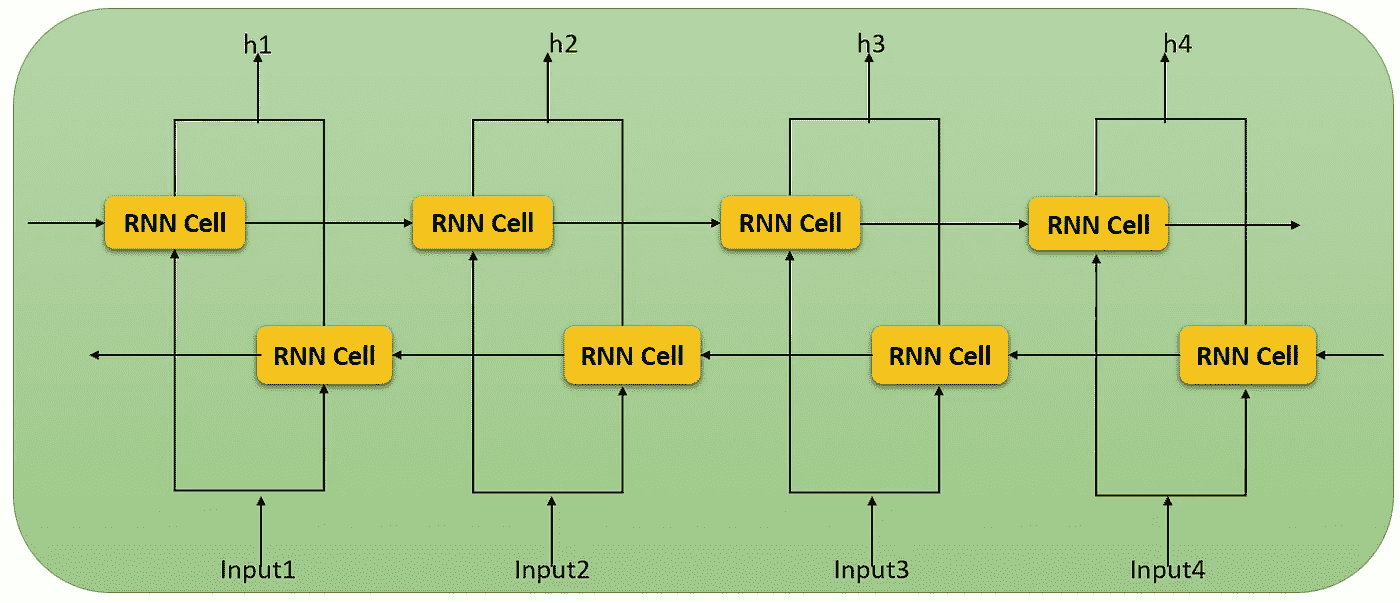 h1 h2 h3 h4
RNN Cell RNN Cell RNN Cell RNN Cell
RNN Cell RNN Cell RNN Cell RNN Cell
Input1 Input2 Input3 Input4